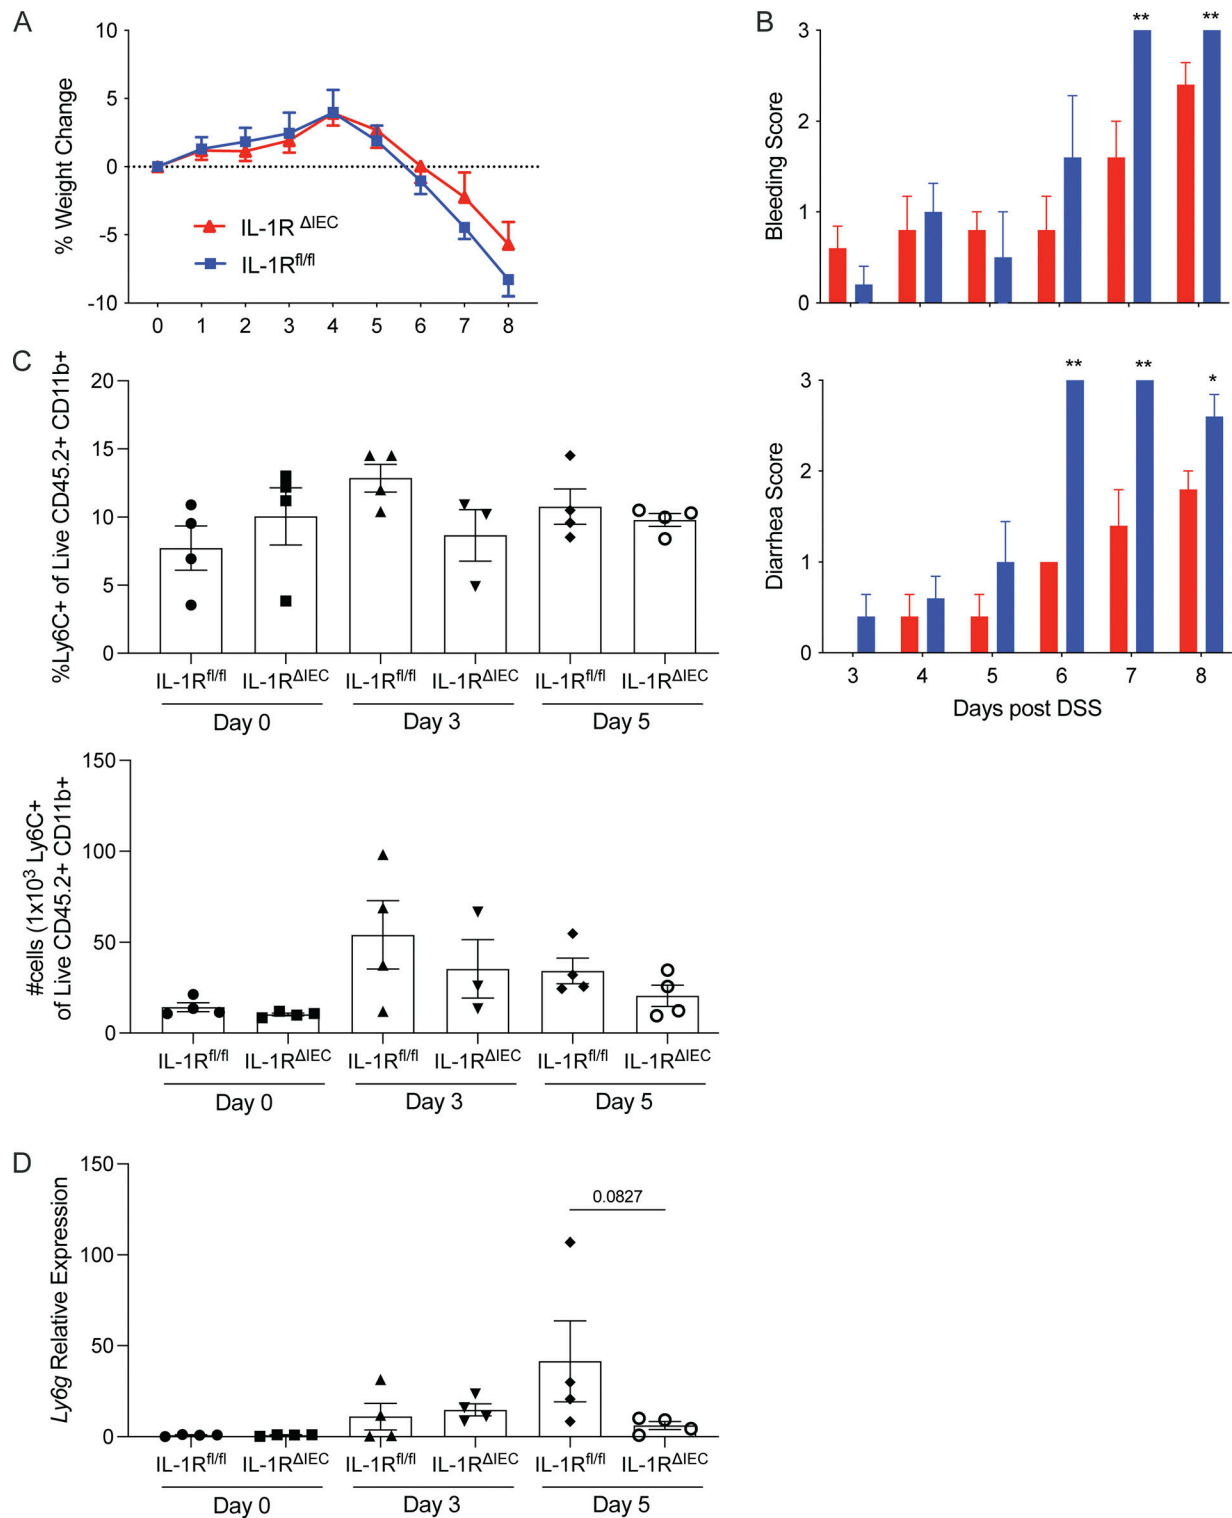 A
10
5
0
-5
-10
% Weight Change
IL-1R ΔIEC
IL-1Rfl/fl
0 1 2 3 4 5 6 7 8
B
3
2
1
0
Bleeding Score
** **
3
2
1
0
Diarrhea Score
** ** *
3 4 5 6 7 8
Days post DSS
C
20
15
10
5
0
%Ly6C+ of Live CD45.2+ CD11b+
IL-1Rfl/fl IL-1RΔIEC IL-1Rfl/fl IL-1RΔIEC IL-1Rfl/fl IL-1RΔIEC
Day 0 Day 3 Day 5
150
100
50
0
#cells (1x10³ Ly6C+
of Live CD45.2+ CD11b+
IL-1Rfl/fl IL-1RΔIEC IL-1Rfl/fl IL-1RΔIEC IL-1Rfl/fl IL-1RΔIEC
Day 0 Day 3 Day 5
D
150
100
50
0
Ly6g Relative Expression
0.0827
IL-1Rfl/fl IL-1RΔIEC IL-1Rfl/fl IL-1RΔIEC IL-1Rfl/fl IL-1RΔIEC
Day 0 Day 3 Day 5